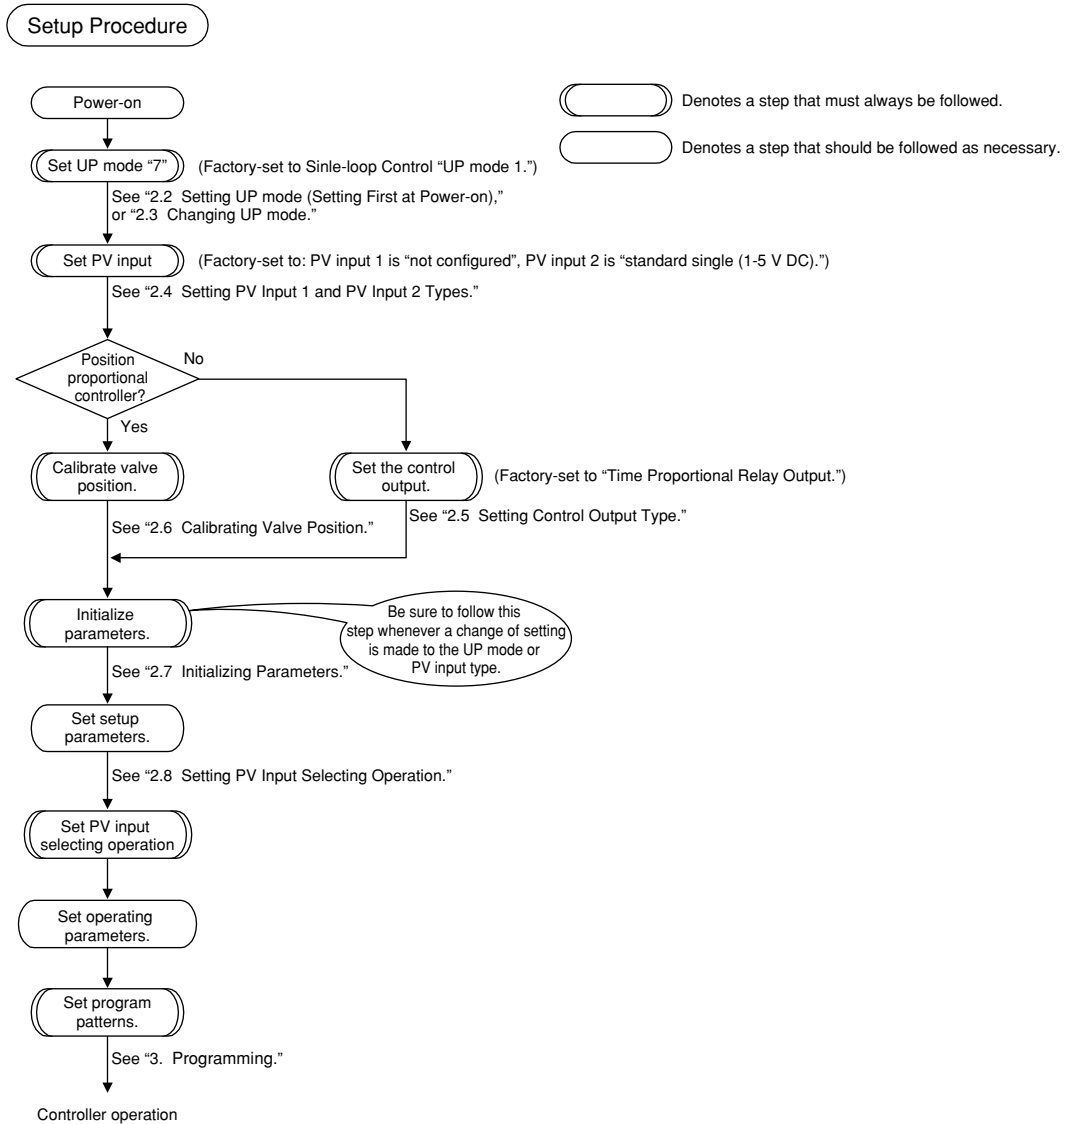 Setup Procedure
Power-on
Denotes a step that must always be followed.
Denotes a step that should be followed as necessary.
Set UP mode “7”
(Factory-set to Sinle-loop Control “UP mode 1.”)
See “2.2 Setting UP mode (Setting First at Power-on),”
or “2.3 Changing UP mode.”
Set PV input
(Factory-set to: PV input 1 is “not configured”, PV input 2 is “standard single (1-5 V DC).”)
See “2.4 Setting PV Input 1 and PV Input 2 Types.”
Position
proportional
controller?
No
Yes
Calibrate valve
position.
Set the control
output.
(Factory-set to “Time Proportional Relay Output.”)
See “2.6 Calibrating Valve Position.”
See “2.5 Setting Control Output Type.”
Initialize
parameters.
Be sure to follow this
step whenever a change of setting
is made to the UP mode or
PV input type.
See “2.7 Initializing Parameters.”
Set setup
parameters.
See “2.8 Setting PV Input Selecting Operation.”
Set PV input
selecting operation
Set operating
parameters.
Set program
patterns.
See “3. Programming.”
Controller operation